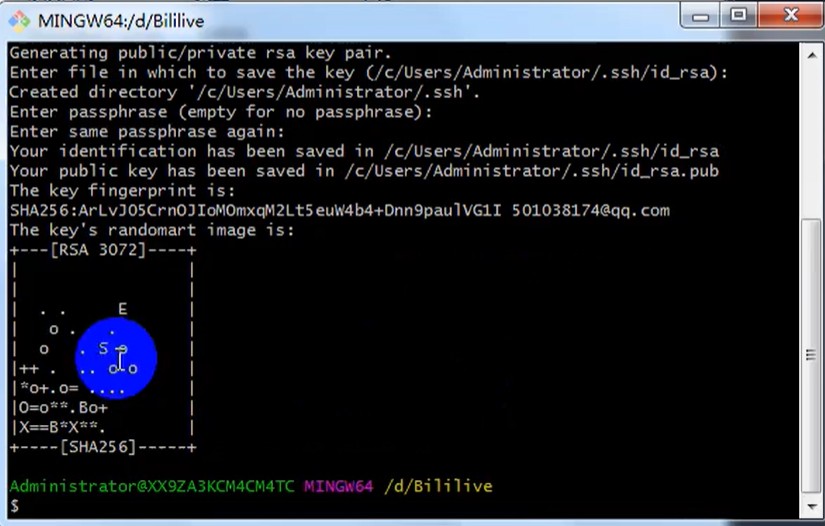 MINGW64:/d/Bililive
Generating public/private rsa key pair.
Enter file in which to save the key (/c/Users/Administrator/.ssh/id_rsa):
Created directory '/c/Users/Administrator/.ssh'.
Enter passphrase (empty for no passphrase):
Enter same passphrase again:
Your identification has been saved in /c/Users/Administrator/.ssh/id_rsa
Your public key has been saved in /c/Users/Administrator/.ssh/id_rsa.pub
The key fingerprint is:
SHA256:ArLvJO5CrnOJIoMOmxqM2Lt5euW4b4+Dnn9paulVG1I 501038174@qq.com
The key's randomart image is:
+---[RSA 3072]----+
|                 |
|                 |
|  . .     E      |
|   o .   .       |
|  o   . S o      |
|++ .  .. o.o     |
|*o+.o= ....      |
|O=o**.Bo+        |
|X==B*X**.        |
+----[SHA256]-----+
Administrator@XX9ZA3KCM4CM4TC MINGW64 /d/Bililive
$